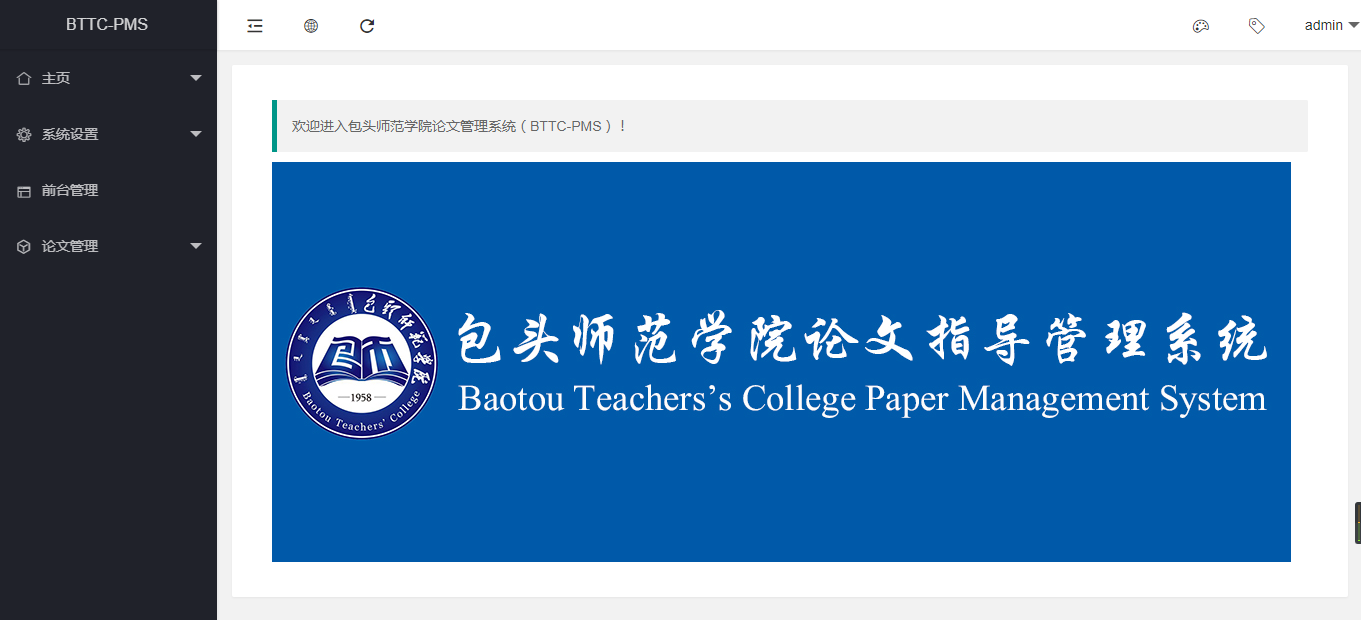 BTTC-PMS
admin
主页
系统设置
前台管理
论文管理
欢迎进入包头师范学院论文管理系统（BTTC-PMS）！
包头师范学院
1958
Baotou Teachers' College
包头师范学院论文指导管理系统
Baotou Teachers's College Paper Management System